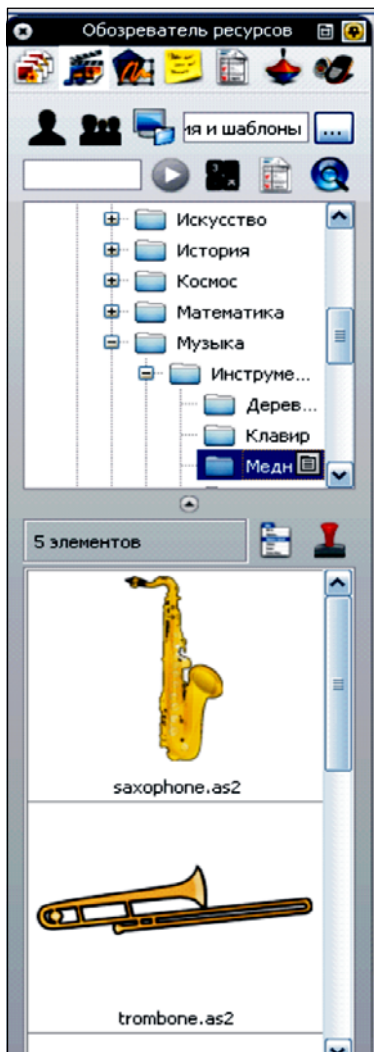 Обозреватель ресурсов
ия и шаблоны ...
Искусство
История
Космос
Математика
Музыка
Инструме...
Дерев...
Клавир
Медн
5 элементов
saxophone.as2
trombone.as2